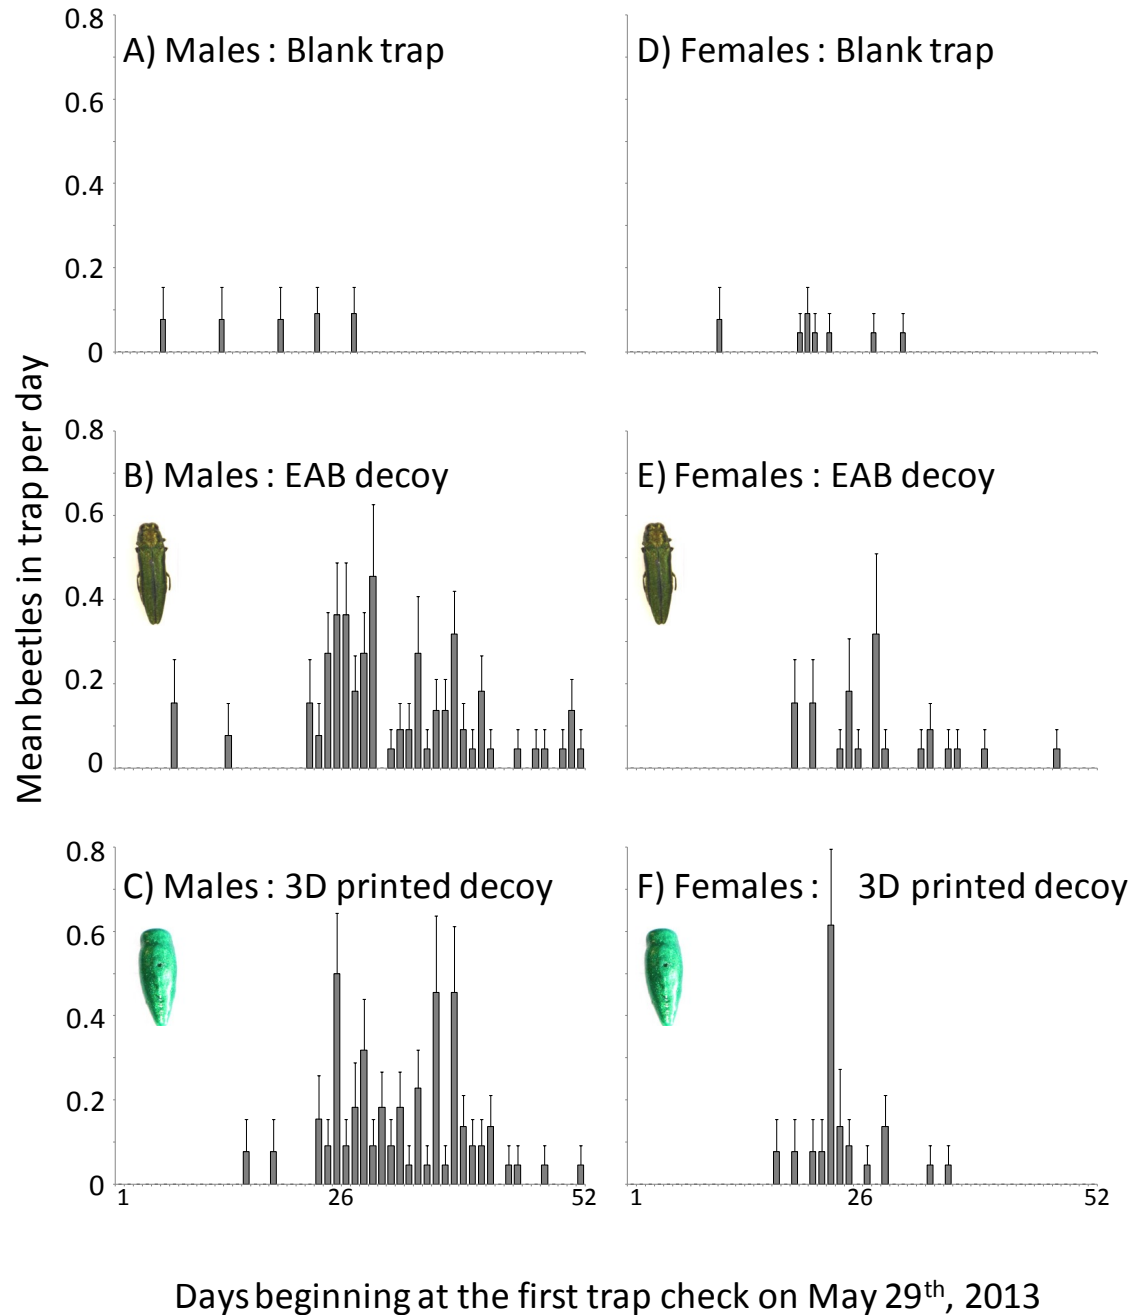 Mean beetles in trap per day
A) Males : Blank trap
0.8
0.6
0.4
0.2
0
D) Females : Blank trap
B) Males : EAB decoy
0.8
0.6
0.4
0.2
0
E) Females : EAB decoy
C) Males : 3D printed decoy
0.8
0.6
0.4
0.2
0
1 26 52
F) Females : 3D printed decoy
1 26 52
Days beginning at the first trap check on May 29th, 2013